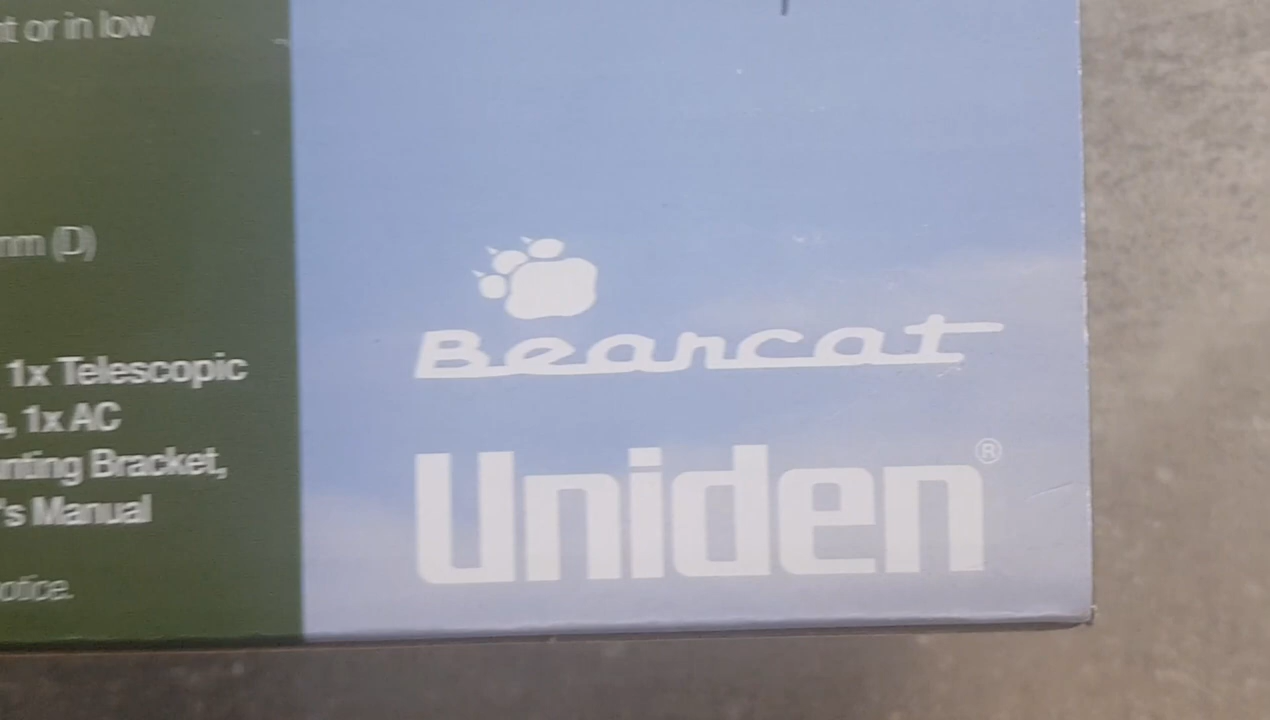 t or in low
mm (D)
1x Telescopic
, 1x AC
nting Bracket,
's Manual
otice.
Bearcat
Uniden®